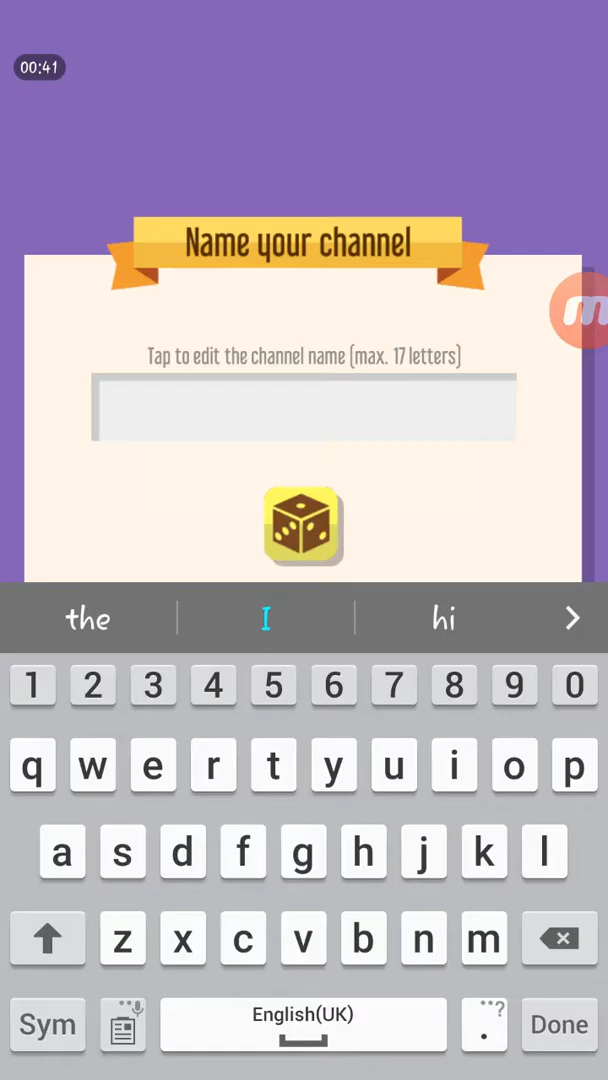 00:41
Name your channel
Tap to edit the channel name (max. 17 letters)
the I hi
1 2 3 4 5 6 7 8 9 0
q w e r t y u i o p
a s d f g h j k l
z x c v b n m
Sym English(UK) . ? Done